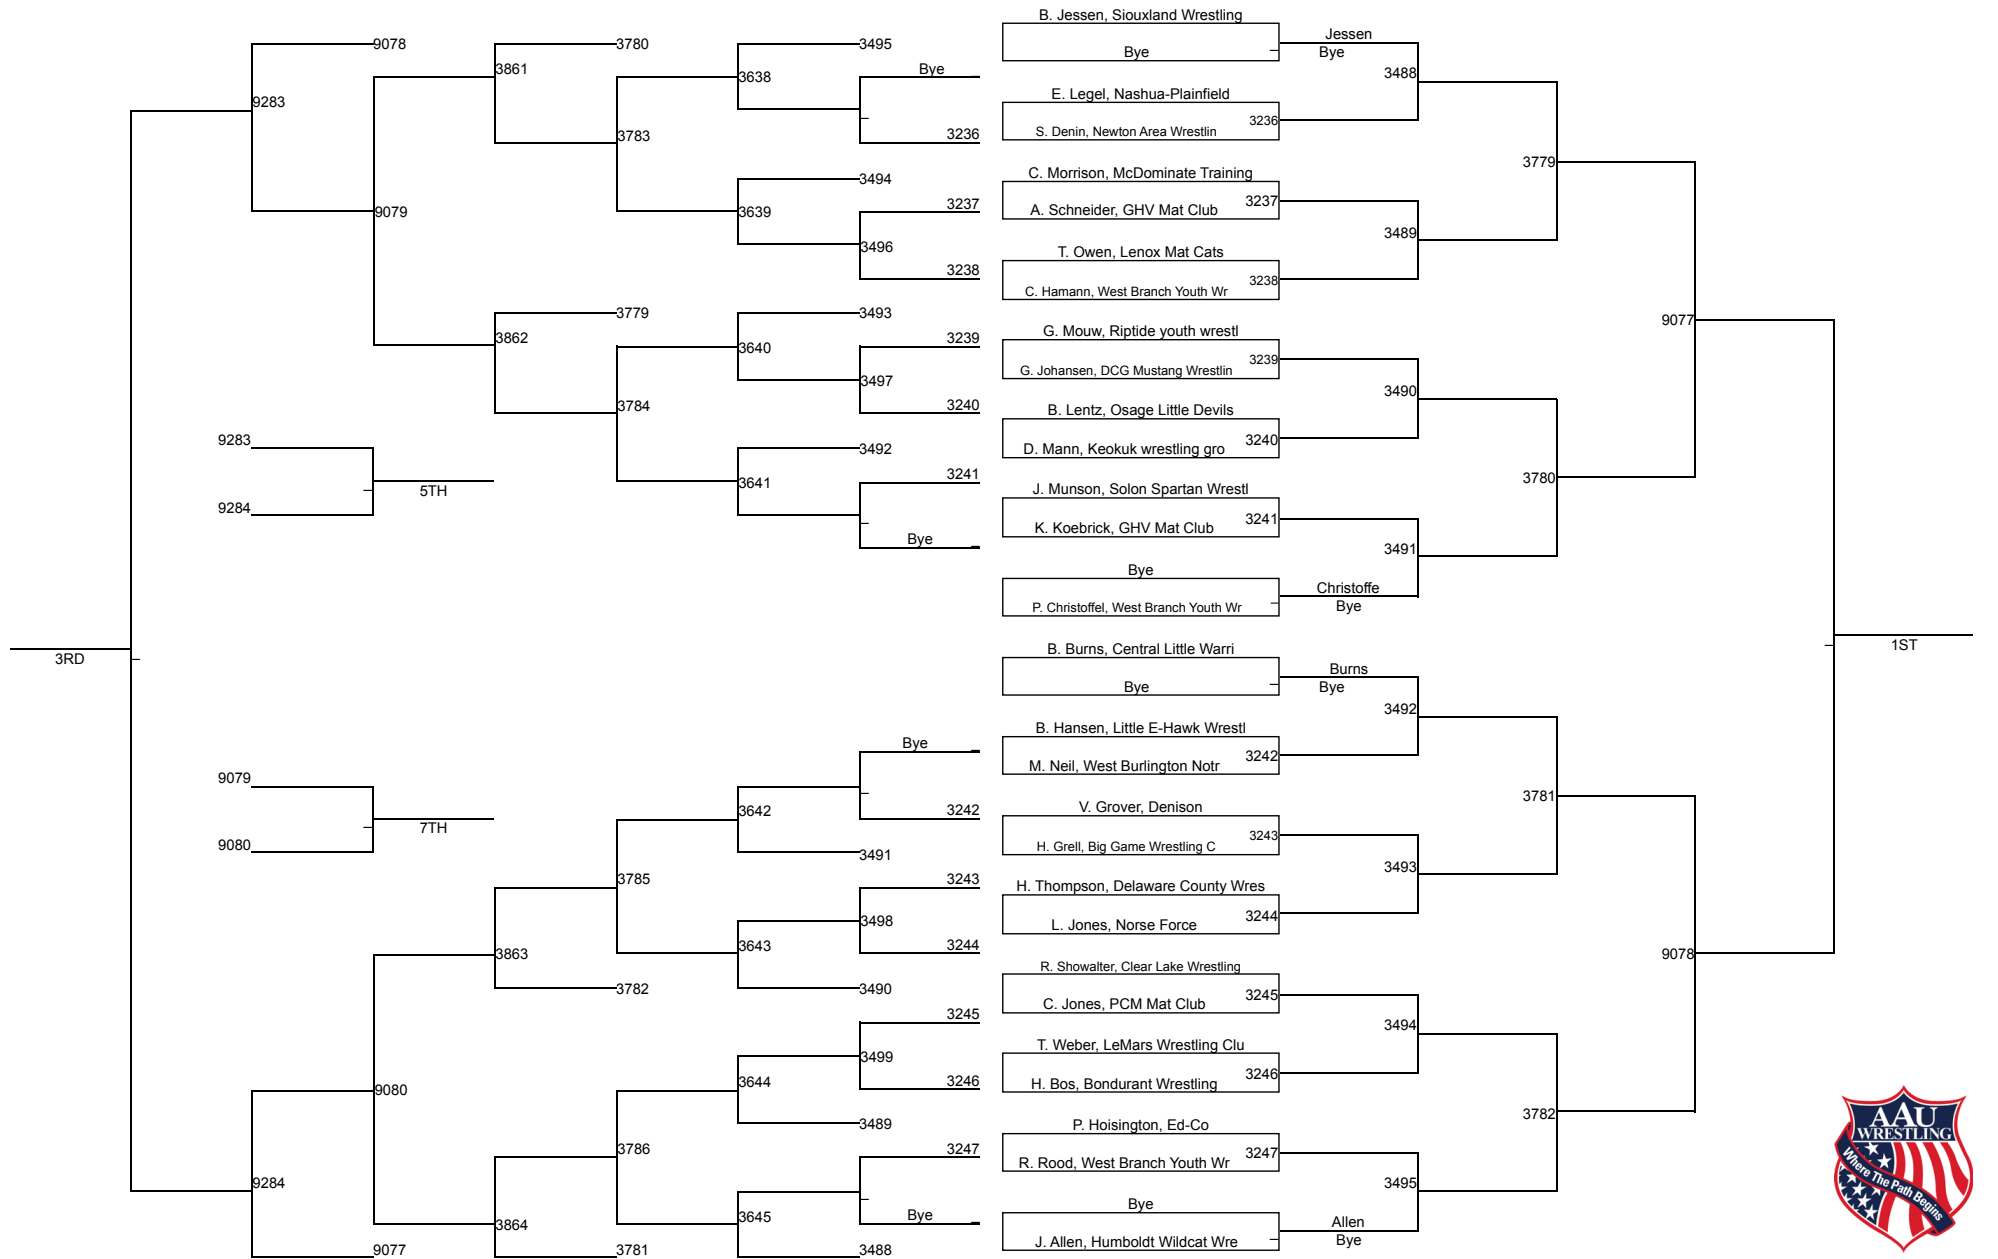 B. Jessen, Siouxland Wrestling
Bye
Jessen
Bye
E. Legel, Nashua-Plainfield
S. Denin, Newton Area Wrestlin
3236
3488
C. Morrison, McDominate Training
A. Schneider, GHV Mat Club
3237
T. Owen, Lenox Mat Cats
C. Hamann, West Branch Youth Wr
3238
3489
3779
G. Mouw, Riptide youth wrestl
G. Johansen, DCG Mustang Wrestlin
3239
B. Lentz, Osage Little Devils
D. Mann, Keokuk wrestling gro
3240
3490
J. Munson, Solon Spartan Wrestl
K. Koebrick, GHV Mat Club
3241
Bye
P. Christoffel, West Branch Youth Wr
Christoffe
Bye
3491
3780
9077
B. Burns, Central Little Warri
Bye
Burns
Bye
B. Hansen, Little E-Hawk Wrestl
M. Neil, West Burlington Notr
3242
3492
V. Grover, Denison
H. Grell, Big Game Wrestling C
3243
H. Thompson, Delaware County Wres
L. Jones, Norse Force
3244
3493
3781
R. Showalter, Clear Lake Wrestling
C. Jones, PCM Mat Club
3245
T. Weber, LeMars Wrestling Clu
H. Bos, Bondurant Wrestling
3246
3494
P. Hoisington, Ed-Co
R. Rood, West Branch Youth Wr
3247
Bye
J. Allen, Humboldt Wildcat Wre
Allen
Bye
3495
3782
9078
1ST
9078
3780
3495
Bye
3861
3638
9283
3783
3236
3494
3237
9079
3639
3496
3238
3779
3493
3239
3862
3640
3497
3784
3240
9283
3492
3241
5TH
3641
9284
Bye
3RD
Bye
9079
3642
3242
7TH
9080
3491
3785
3243
3498
3643
3244
3863
3782
3490
3245
3499
3644
3246
9080
3489
3786
3247
9284
3645
Bye
3864
9077
3781
3488
AAU
WRESTLING
Where The Path Begins